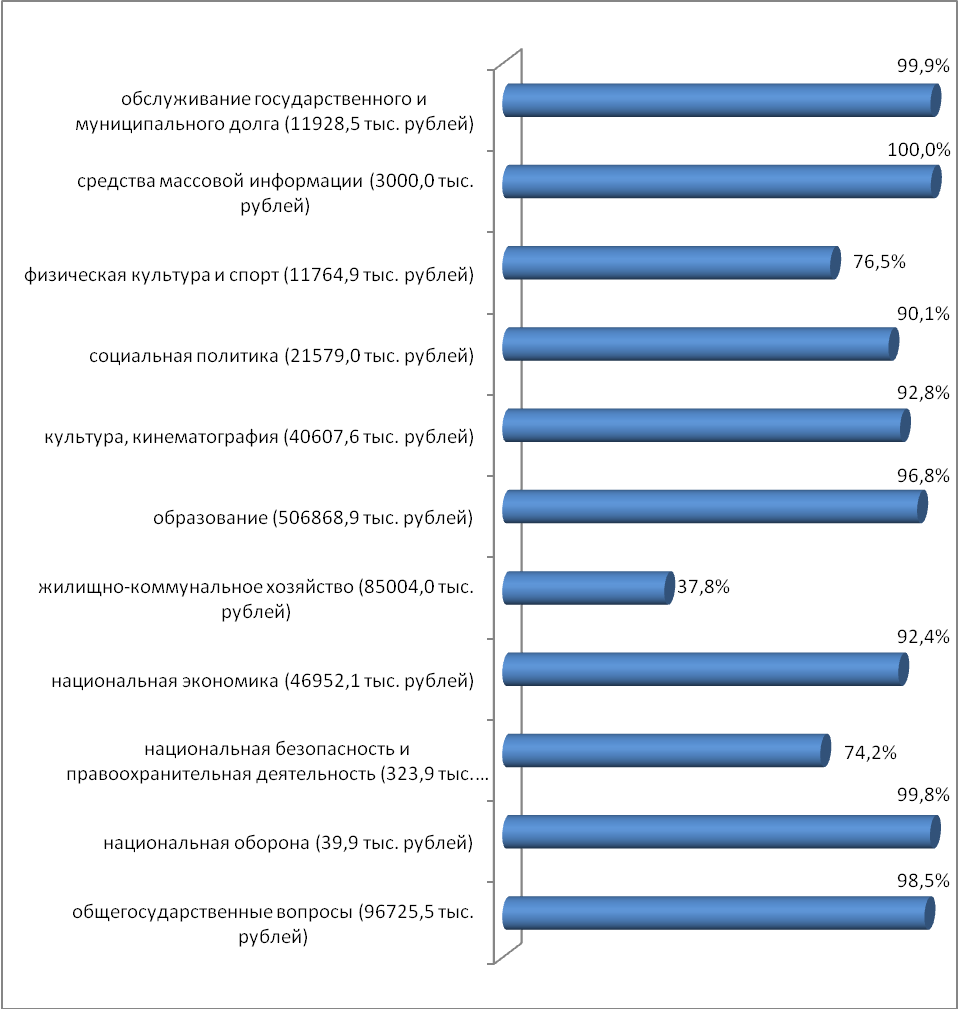 99,9%
обслуживание государственного и
муниципального долга (11928,5 тыс. рублей)
100,0%
средства массовой информации (3000,0 тыс.
рублей)
физическая культура и спорт (11764,9 тыс. рублей)
76,5%
90,1%
социальная политика (21579,0 тыс. рублей)
92,8%
культура, кинематография (40607,6 тыс. рублей)
96,8%
образование (506868,9 тыс. рублей)
жилищно-коммунальное хозяйство (85004,0 тыс.
рублей)
37,8%
92,4%
национальная экономика (46952,1 тыс. рублей)
национальная безопасность и
правоохранительная деятельность (323,9 тыс.…
74,2%
99,8%
национальная оборона (39,9 тыс. рублей)
98,5%
общегосударственные вопросы (96725,5 тыс.
рублей)